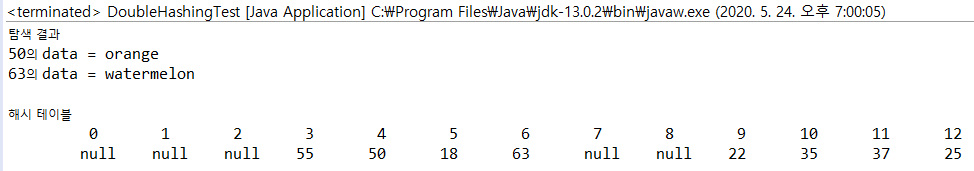 <terminated> DoubleHashingTest [Java Application] C:₩Program Files₩Java₩jdk-13.0.2₩bin₩javaw.exe (2020. 5. 24. 오후 7:00:05)
탐색 결과
50의 data = orange
63의 data = watermelon
해시 테이블
0 1 2 3 4 5 6 7 8 9 10 11 12
null null null 55 50 18 63 null null 22 35 37 25